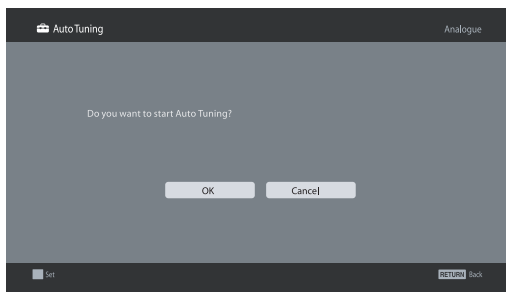 Auto Tuning
Analogue
Do you want to start Auto Tuning?
OK
Cancel
Set
RETURN Back